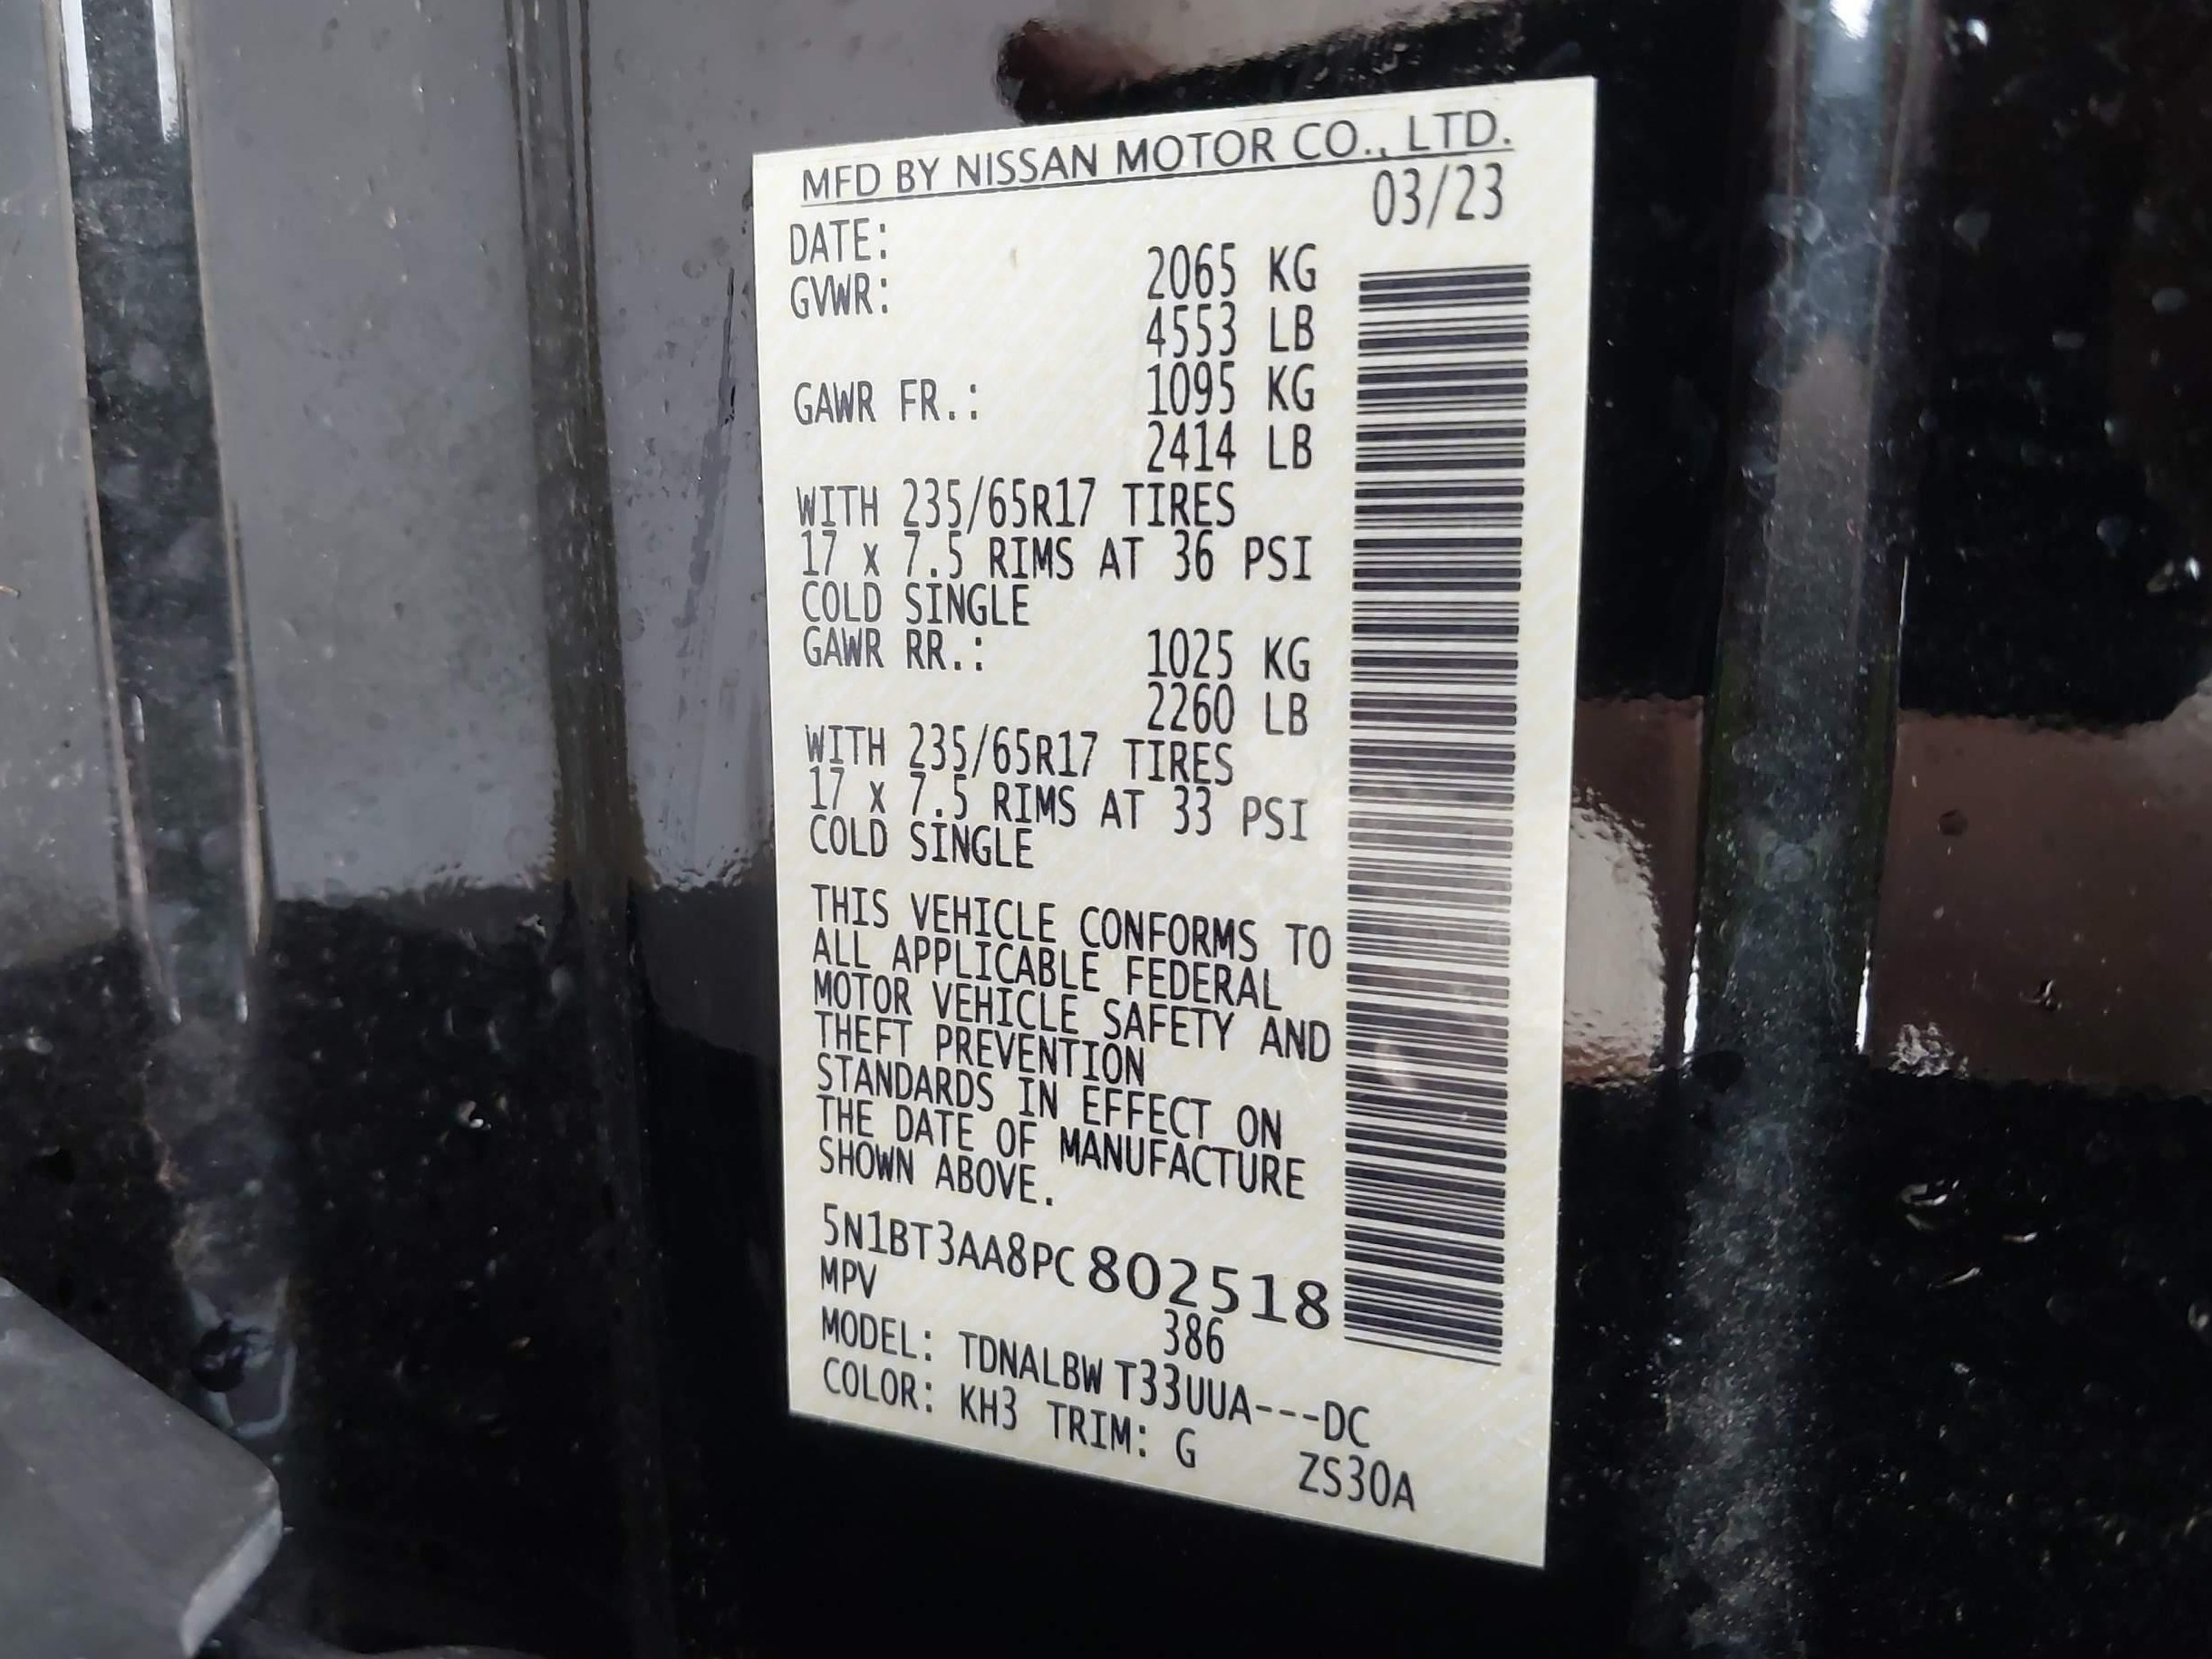 MFD BY NISSAN MOTOR CO., LTD.
DATE: 03/23
GVWR: 2065 KG
4553 LB
GAWR FR.: 1095 KG
2414 LB
WITH 235/65R17 TIRES
17 x 7.5 RIMS AT 36 PSI
COLD SINGLE
GAWR RR.: 1025 KG
2260 LB
WITH 235/65R17 TIRES
17 x 7.5 RIMS AT 33 PSI
COLD SINGLE
THIS VEHICLE CONFORMS TO
ALL APPLICABLE FEDERAL
MOTOR VEHICLE SAFETY AND
THEFT PREVENTION
STANDARDS IN EFFECT ON
THE DATE OF MANUFACTURE
SHOWN ABOVE.
5N1BT3AA8PC802518
MPV 386
MODEL: TDNALBW T33UUA---DC
COLOR: KH3 TRIM: G ZS30A